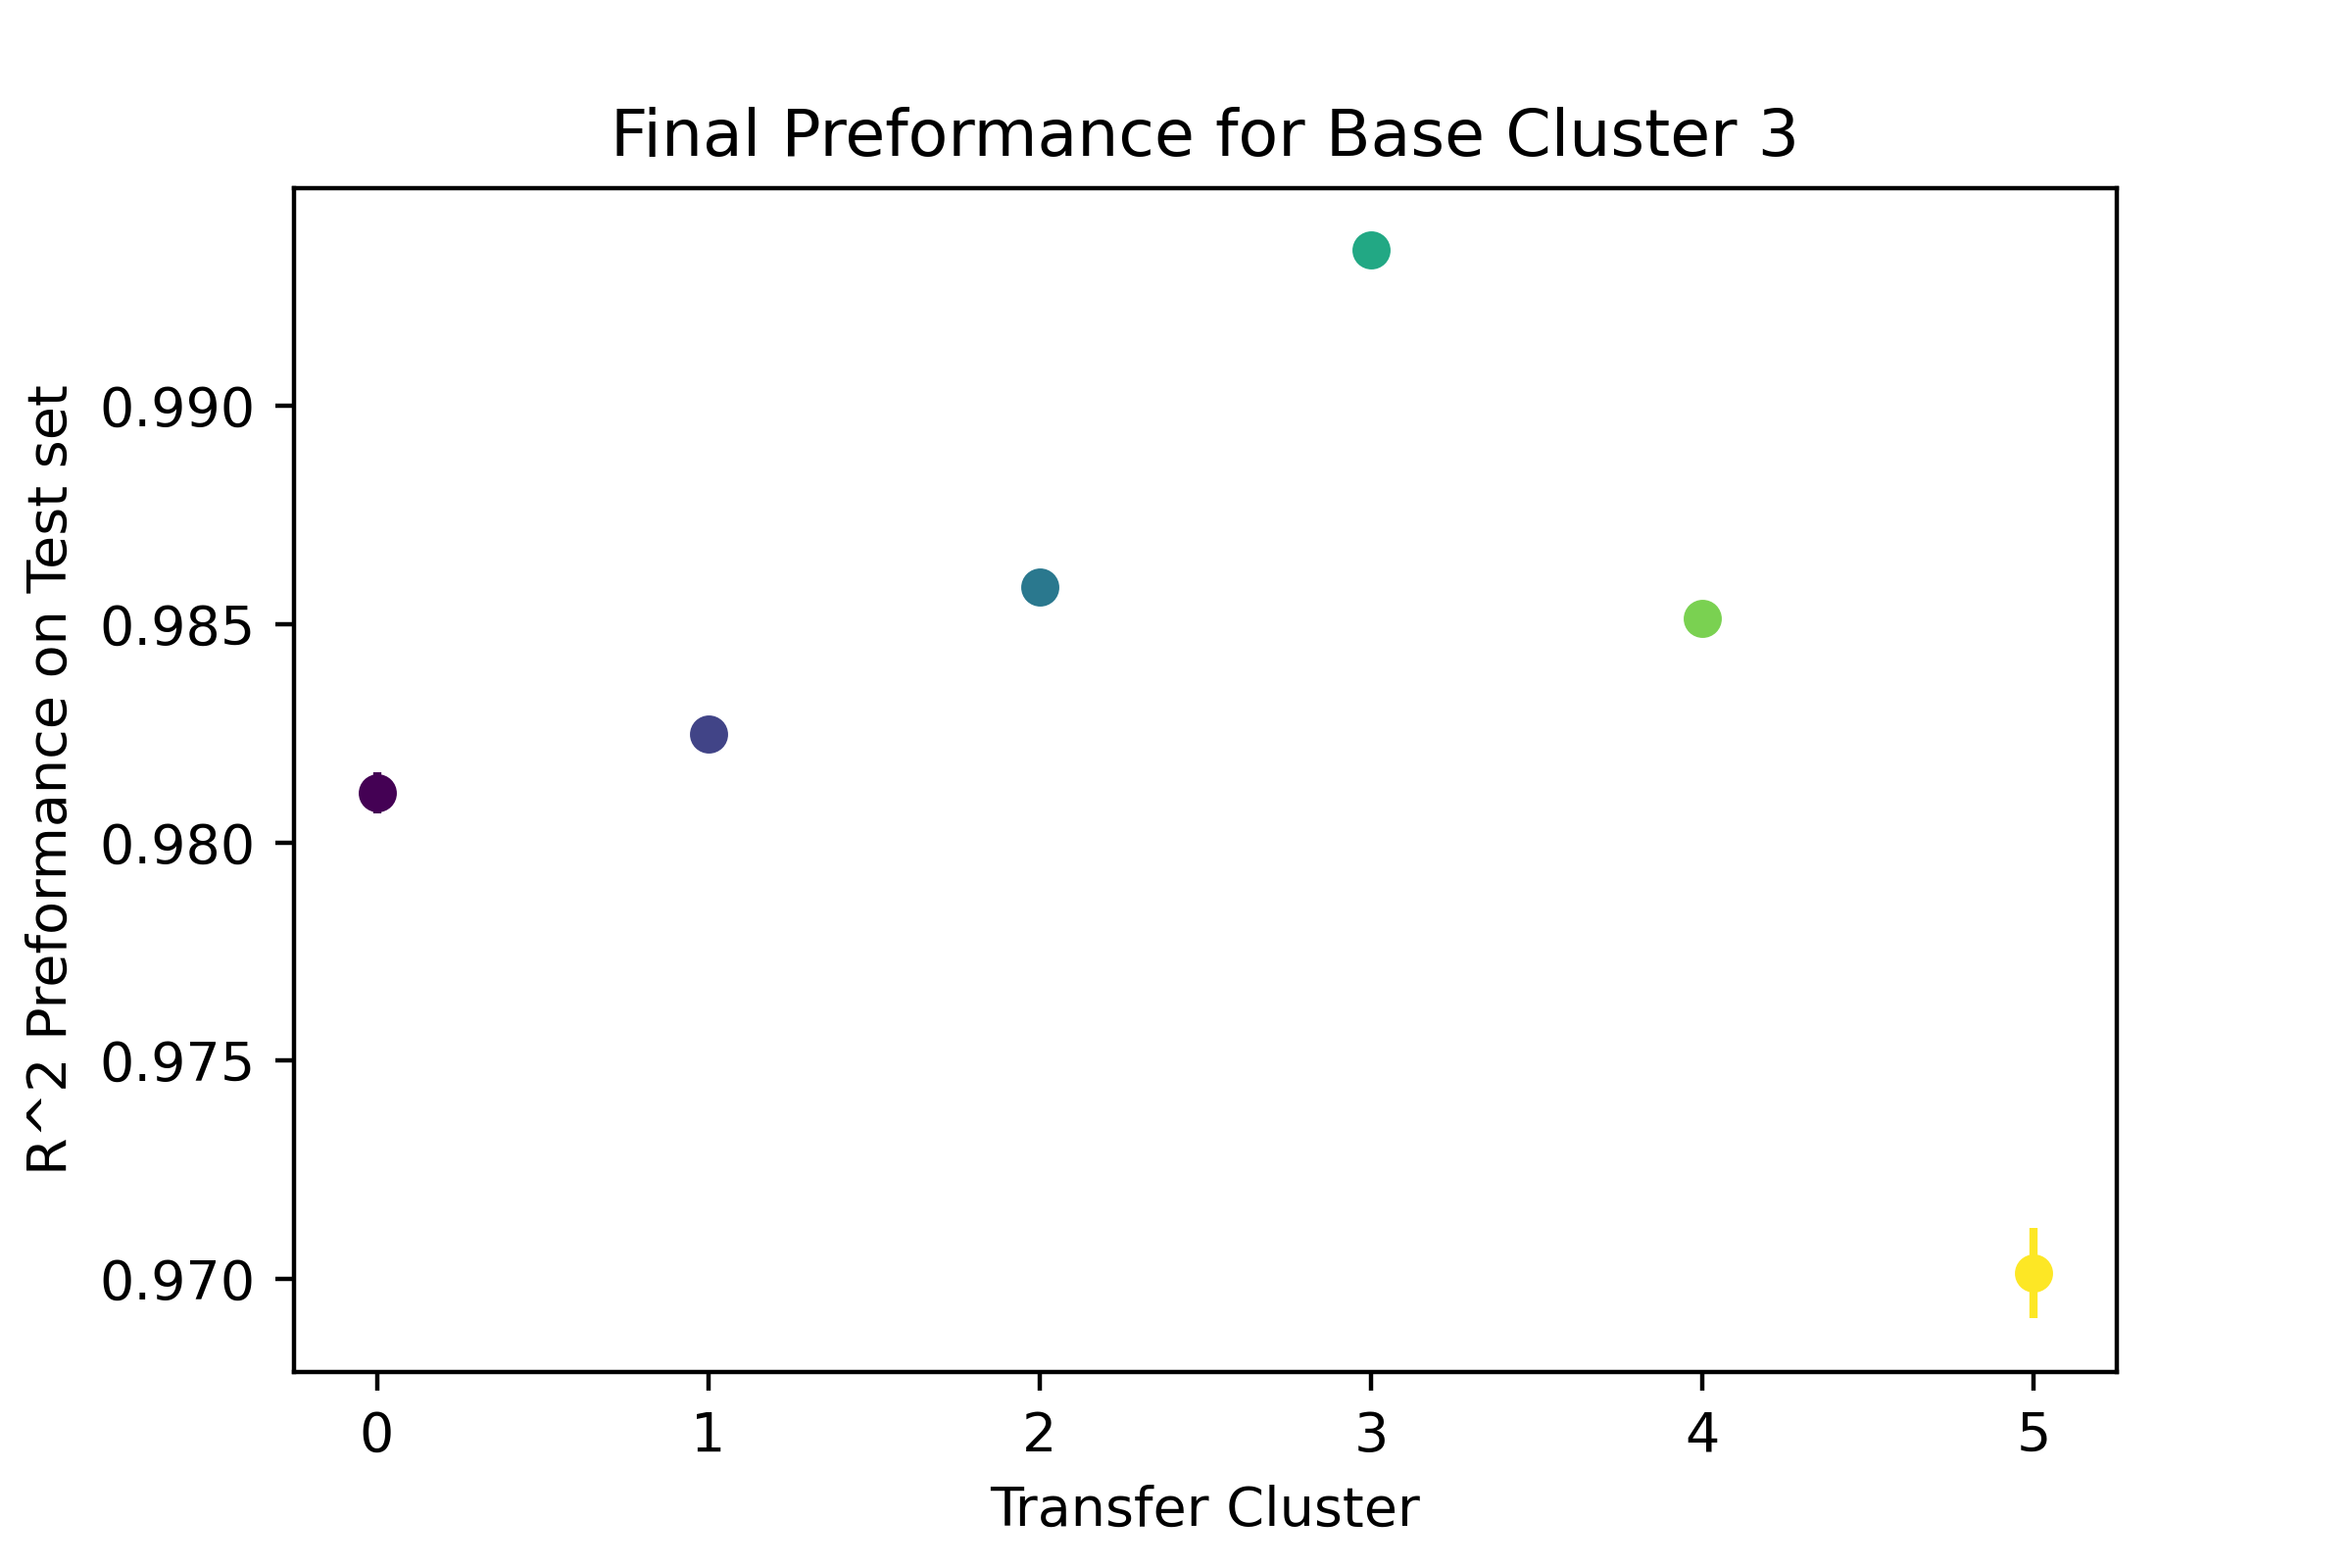 Final Preformance for Base Cluster 3
R^2 Preformance on Test set
0.990
0.985
0.980
0.975
0.970
0 1 2 3 4 5
Transfer Cluster